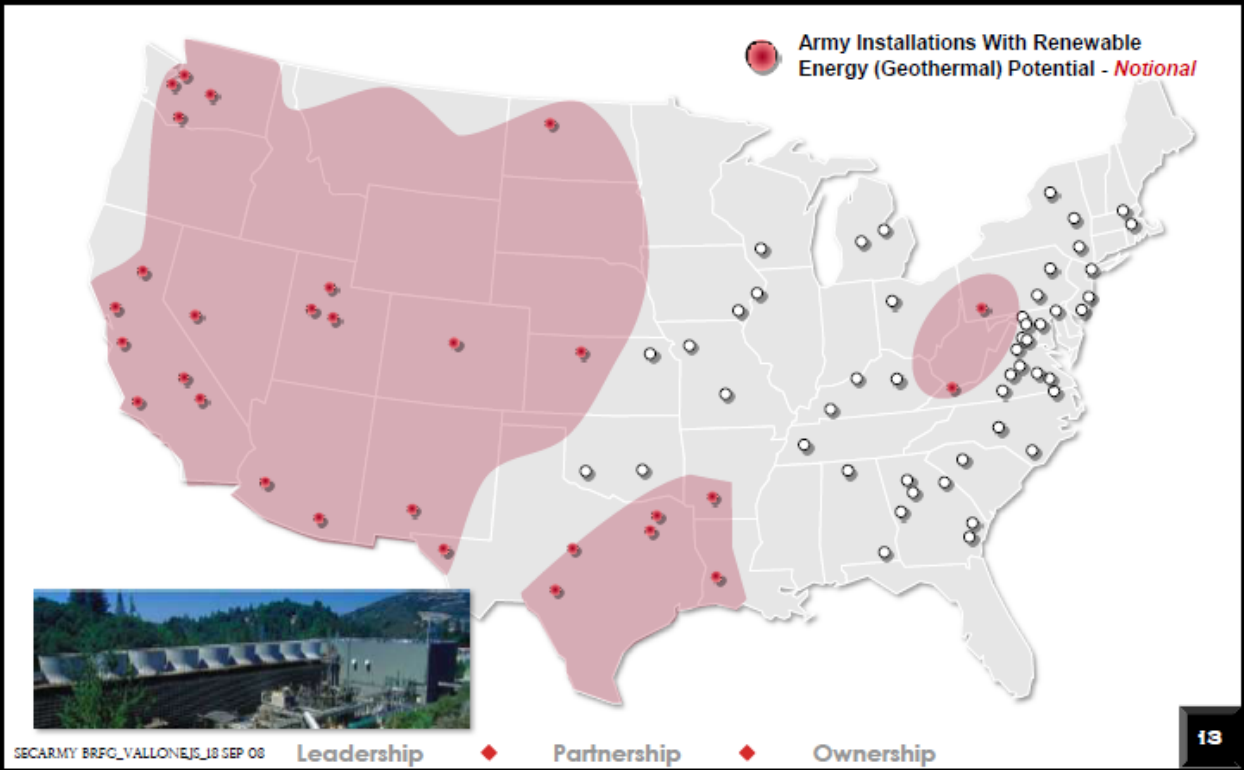 Army Installations With Renewable
Energy (Geothermal) Potential - Notional
SECARMY BRFG_VALLONEJS_18 SEP 08
Leadership ♦ Partnership ♦ Ownership
13